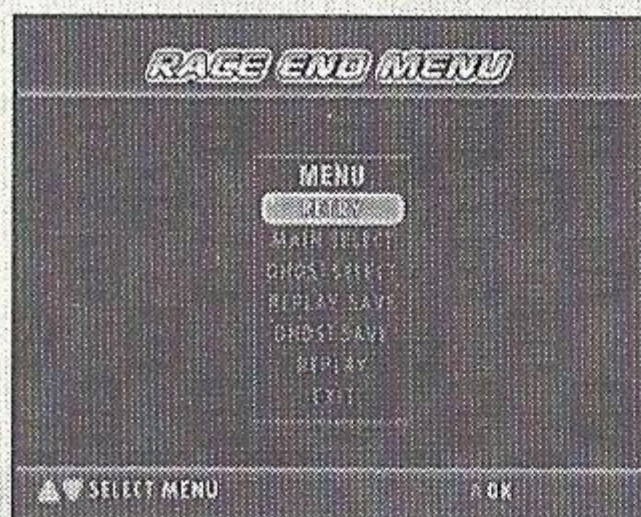 RACE END MENU
MENU
RETRY
MAIN SELECT
GHOST SELECT
REPLAY SAVE
GHOST SAVE
REPLAY
EXIT
SELECT MENU
OK